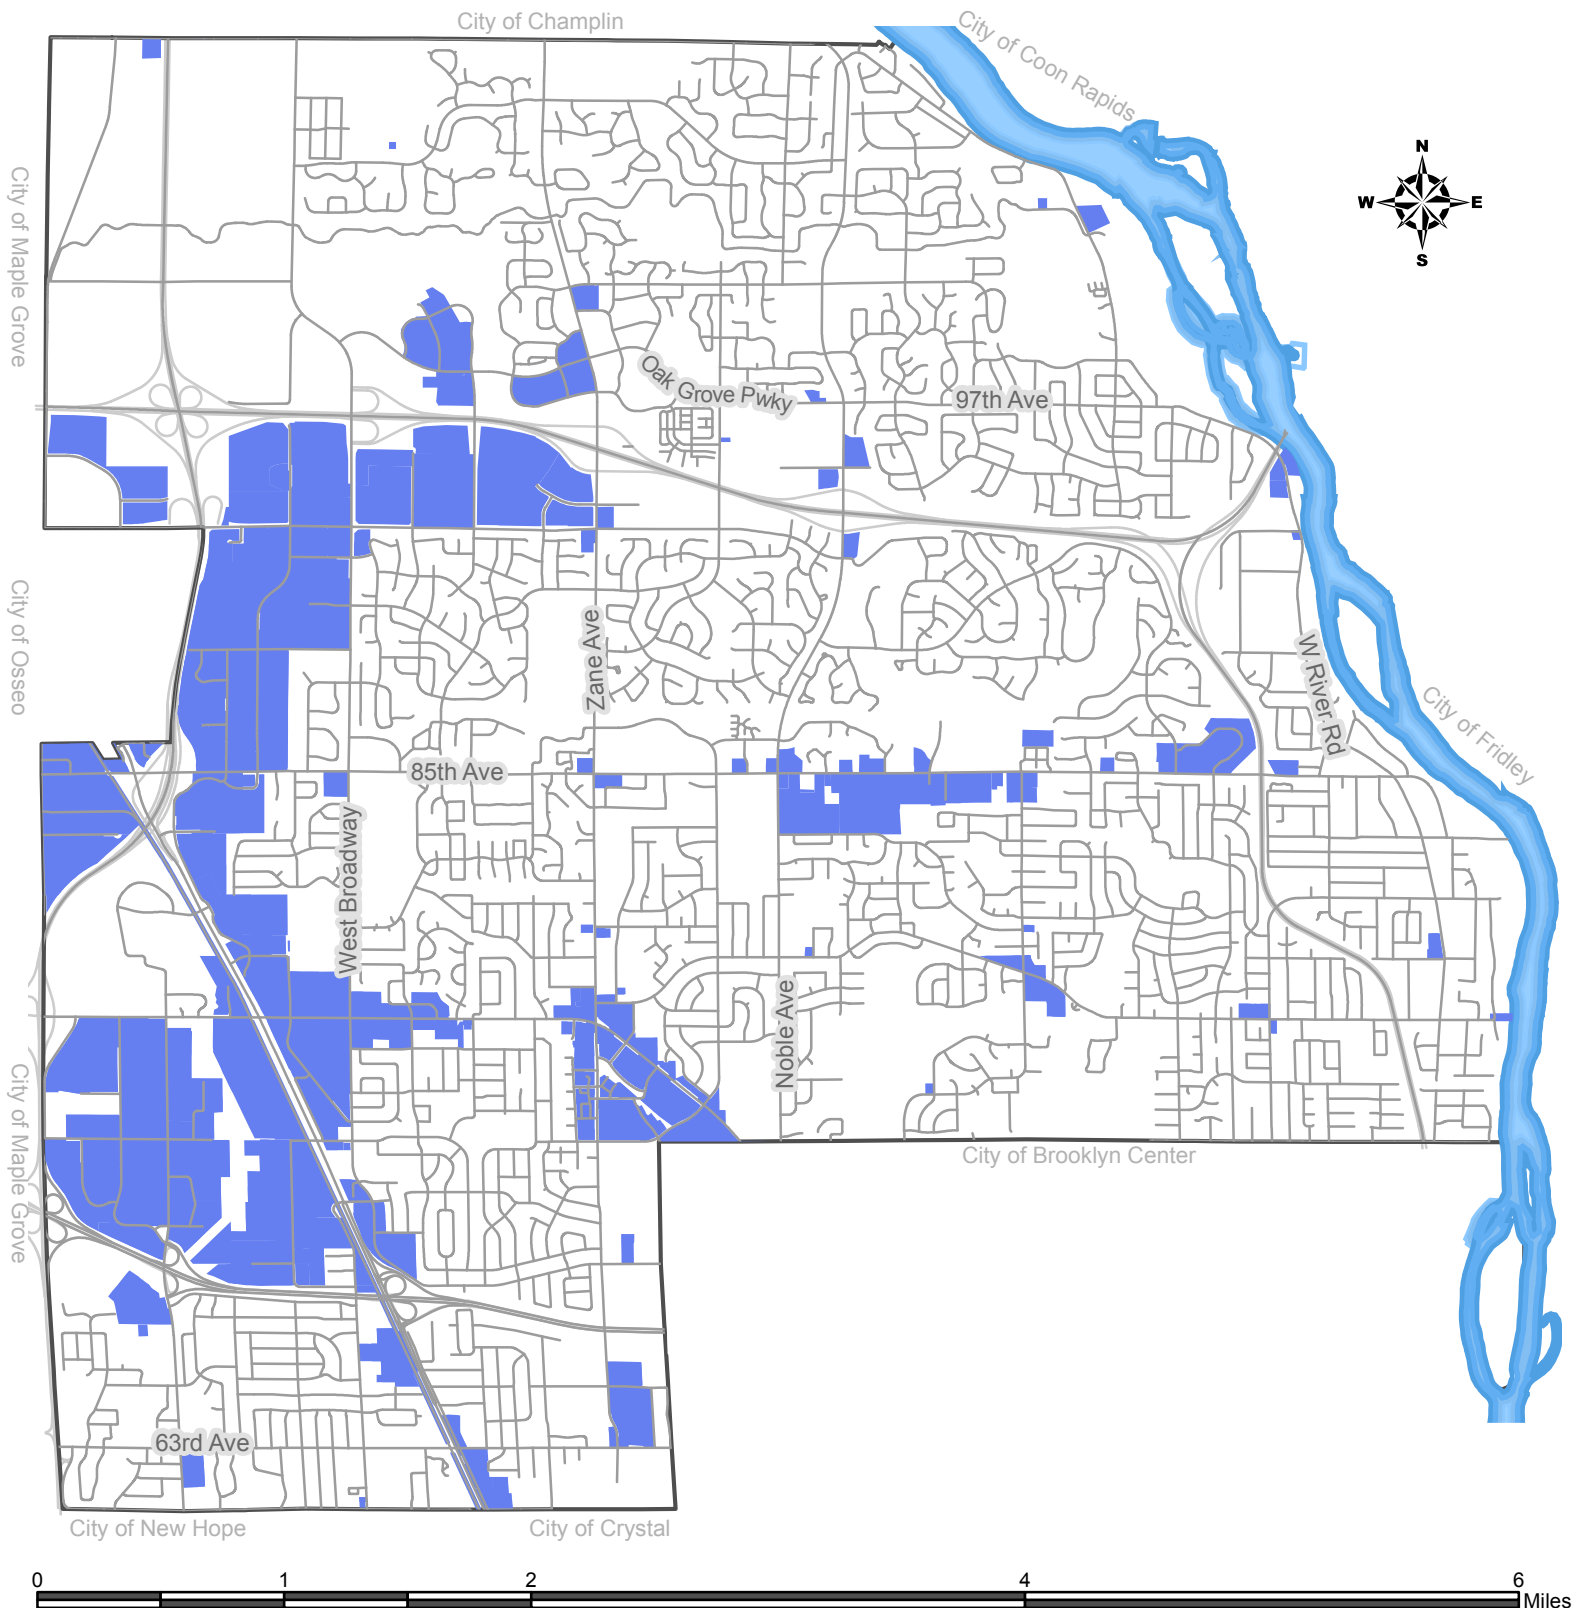 City of Champlin
City of Coon Rapids
N
W
E
S
City of Maple Grove
Oak Grove Pwky
97th Ave
City of Osseo
Zane Ave
W River Rd
City of Fridley
85th Ave
West Broadway
Noble Ave
City of Maple Grove
City of Brooklyn Center
63rd Ave
City of New Hope
City of Crystal
0 1 2 4 6
Miles